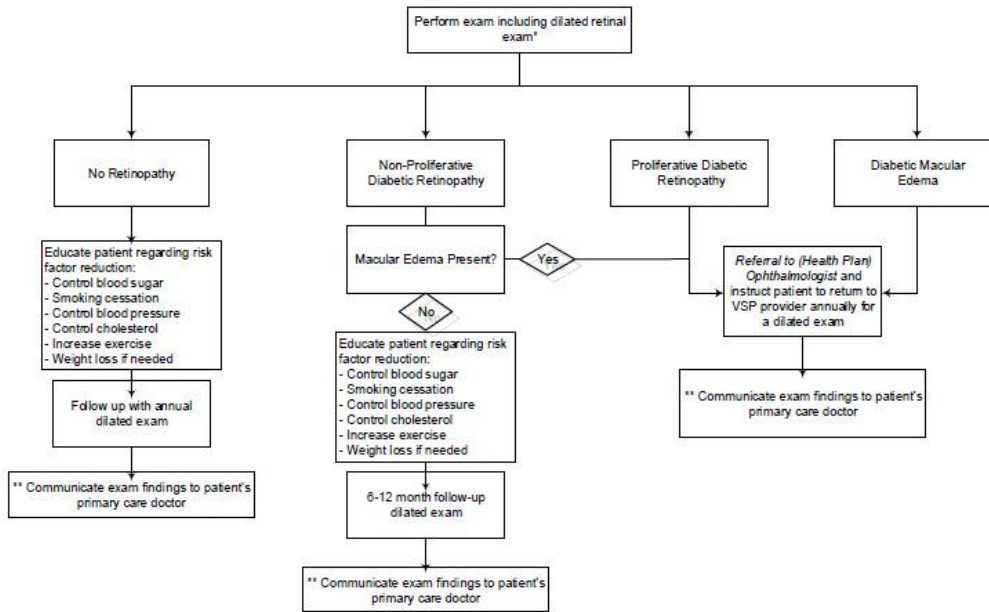 Perform exam including dilated retinal
exam*
No Retinopathy
Non-Proliferative
Diabetic Retinopathy
Proliferative Diabetic
Retinopathy
Diabetic Macular
Edema
Educate patient regarding risk
factor reduction:
- Control blood sugar
- Smoking cessation
- Control blood pressure
- Control cholesterol
- Increase exercise
- Weight loss if needed
Follow up with annual
dilated exam
** Communicate exam findings to patient's
primary care doctor
Macular Edema Present?
Yes
No
Educate patient regarding risk
factor reduction:
- Control blood sugar
- Smoking cessation
- Control blood pressure
- Control cholesterol
- Increase exercise
- Weight loss if needed
6-12 month follow-up
dilated exam
** Communicate exam findings to patient's
primary care doctor
Referral to (Health Plan)
Ophthalmologist and
instruct patient to return to
VSP provider annually for
a dilated exam
** Communicate exam findings to patient's
primary care doctor